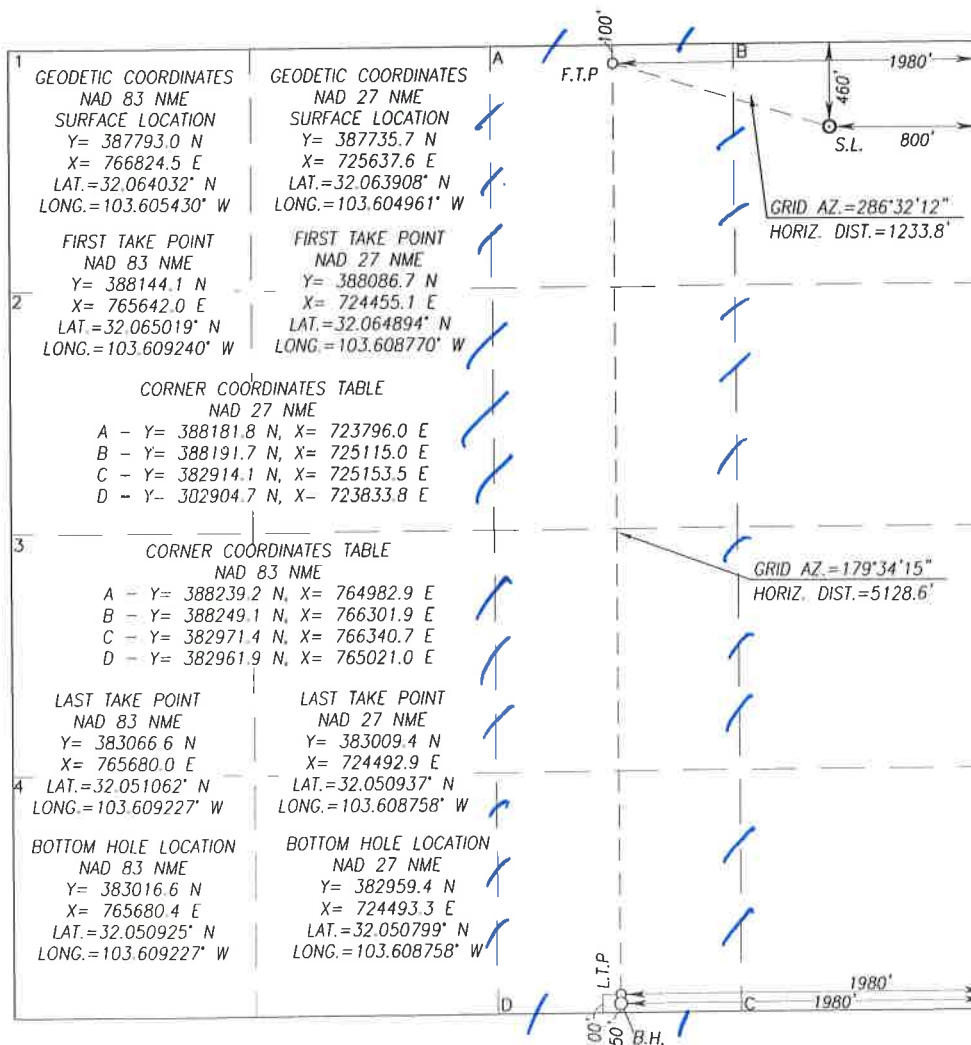 1
A
100'
B
F.T.P
1980'
460'
S.L.
800'
GRID AZ.=286°32'12"
HORIZ. DIST.=1233.8'
GEODETIC COORDINATES
NAD 83 NME
SURFACE LOCATION
Y= 387793.0 N
X= 766824.5 E
LAT.=32.064032° N
LONG.=103.605430° W
GEODETIC COORDINATES
NAD 27 NME
SURFACE LOCATION
Y= 387735.7 N
X= 725637.6 E
LAT.=32.063908° N
LONG.=103.604961° W
FIRST TAKE POINT
NAD 83 NME
Y= 388144.1 N
X= 765642.0 E
LAT.=32.065019° N
LONG.=103.609240° W
FIRST TAKE POINT
NAD 27 NME
Y= 388086.7 N
X= 724455.1 E
LAT.=32.064894° N
LONG.=103.608770° W
2
CORNER COORDINATES TABLE
NAD 27 NME
A - Y= 388181.8 N, X= 723796.0 E
B - Y= 388191.7 N, X= 725115.0 E
C - Y= 382914.1 N, X= 725153.5 E
D - Y- 302904.7 N, X- 723833.8 E
3
CORNER COORDINATES TABLE
NAD 83 NME
A - Y= 388239.2 N, X= 764982.9 E
B - Y= 388249.1 N, X= 766301.9 E
C - Y= 382971.4 N, X= 766340.7 E
D - Y= 382961.9 N, X= 765021.0 E
GRID AZ.=179°34'15"
HORIZ. DIST.=5128.6'
LAST TAKE POINT
NAD 83 NME
Y= 383066.6 N
X= 765680.0 E
LAT.=32.051062° N
LONG.=103.609227° W
LAST TAKE POINT
NAD 27 NME
Y= 383009.4 N
X= 724492.9 E
LAT.=32.050937° N
LONG.=103.608758° W
4
BOTTOM HOLE LOCATION
NAD 83 NME
Y= 383016.6 N
X= 765680.4 E
LAT.=32.050925° N
LONG.=103.609227° W
BOTTOM HOLE LOCATION
NAD 27 NME
Y= 382959.4 N
X= 724493.3 E
LAT.=32.050799° N
LONG.=103.608758° W
L.T.P
1980'
D
C
1980'
00'
50'
B.H.